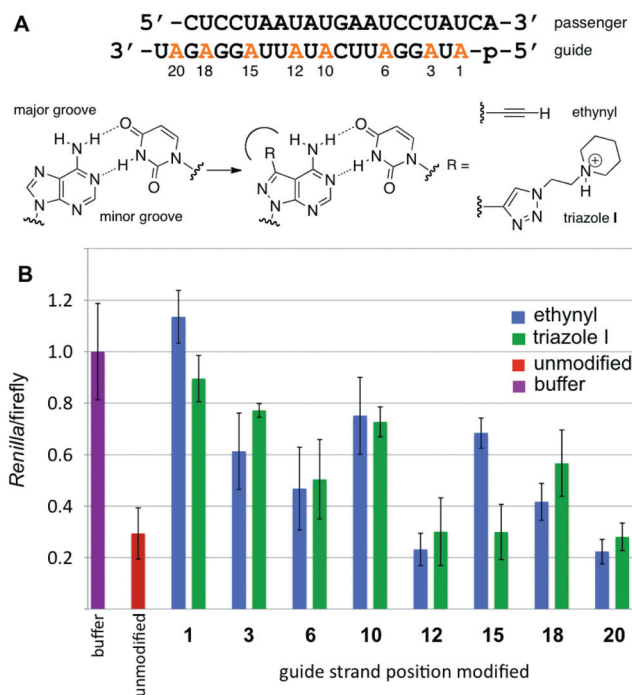 A
5′-CUCCUAAUAUGAAUCCUAUCA-3′ passenger
3′-UAGAGGAUUAUACUUAGGAUA-p-5′ guide
20 18 15 12 10 6 3 1
major groove
minor groove
H H O
N N H N N
N N O
R
H H O
N N H N N
N N O
R =
H ethynyl
N N N N H +
triazole I
B
ethynyl
triazole I
unmodified
buffer
Renilla/firefly
1.2
1.0
0.8
0.6
0.4
0.2
buffer unmodified 1 3 6 10 12 15 18 20
guide strand position modified